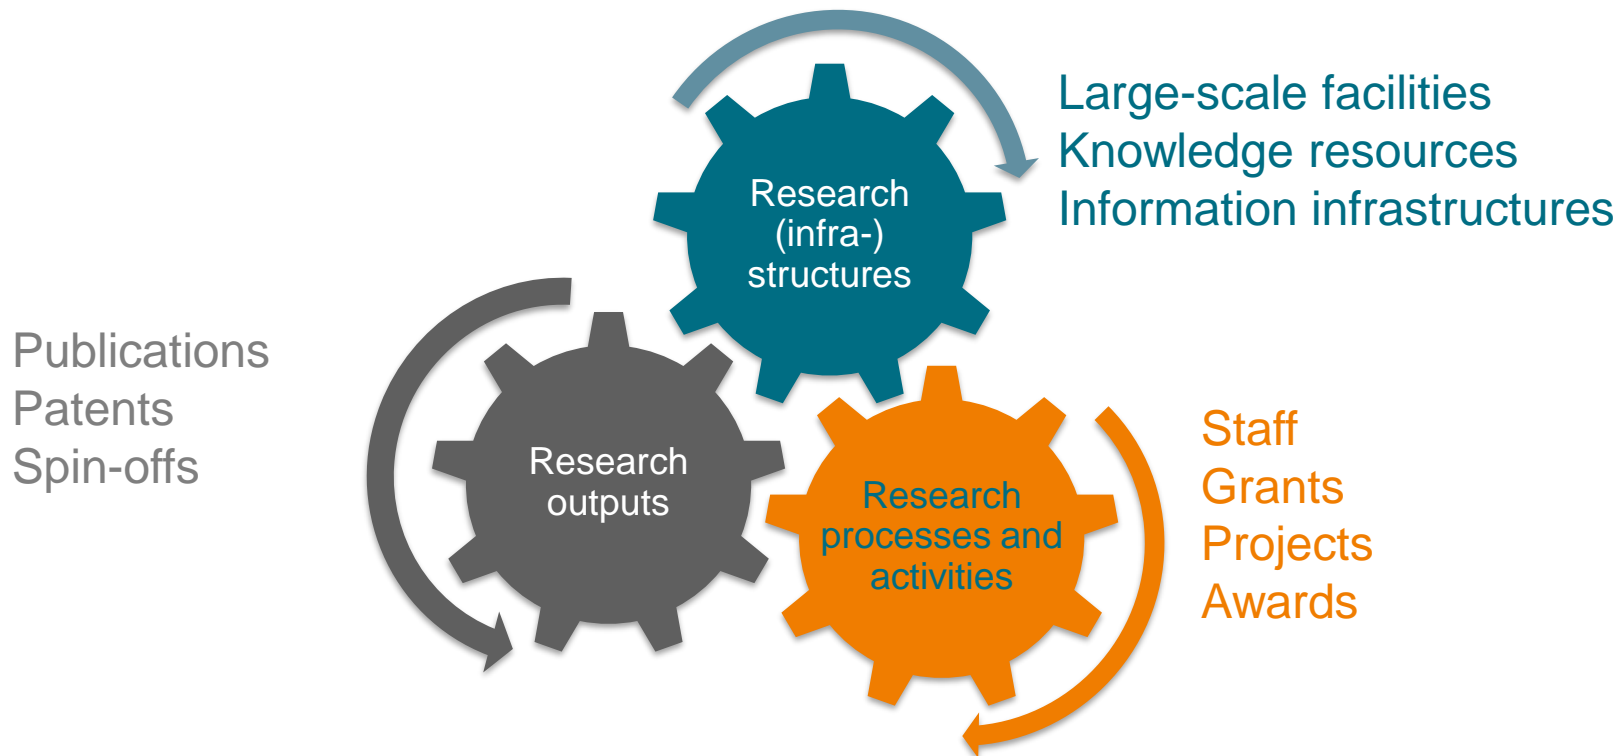 Large-scale facilities
Knowledge resources
Information infrastructures
Research
(infra-)
structures
Publications
Patents
Spin-offs
Research
outputs
Research
processes and
activities
Staff
Grants
Projects
Awards